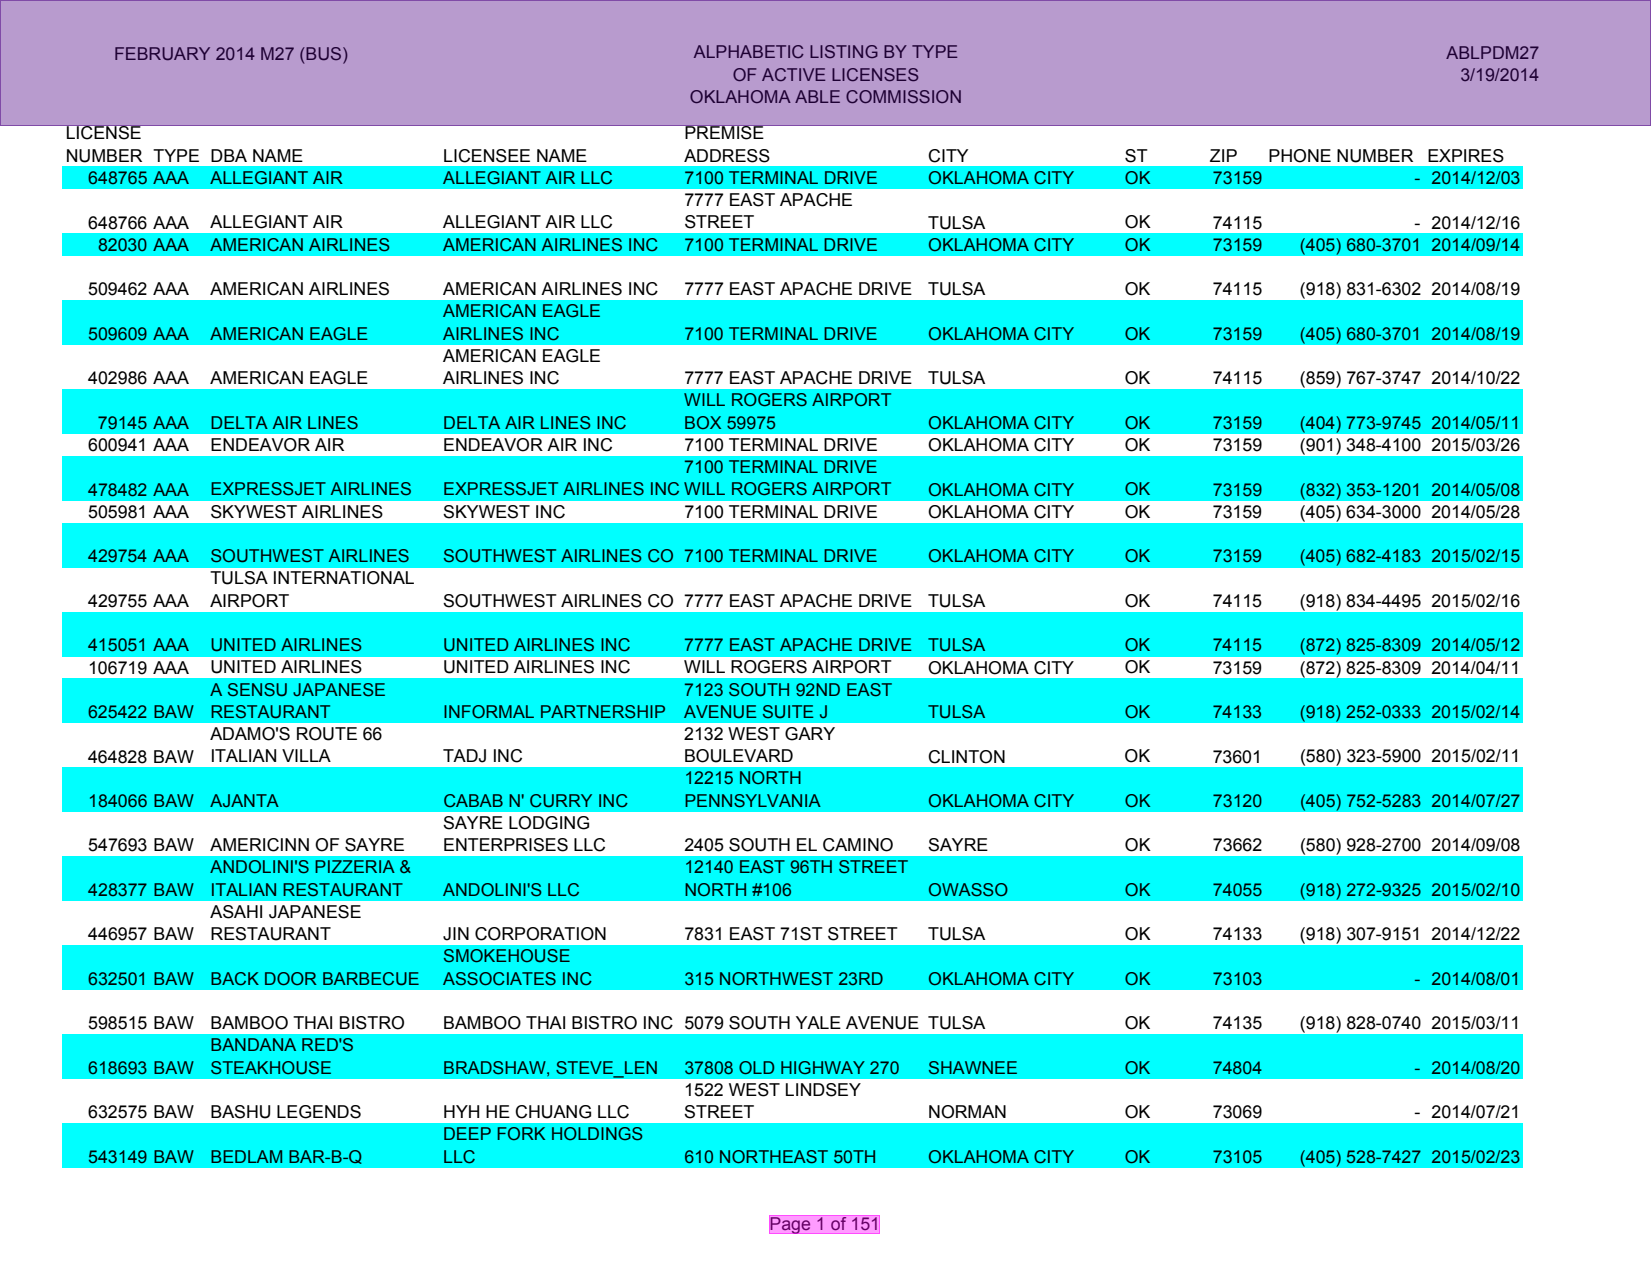 FEBRUARY 2014 M27 (BUS)
ALPHABETIC LISTING BY TYPE
OF ACTIVE LICENSES
OKLAHOMA ABLE COMMISSION
ABLPDM27
3/19/2014
LICENSE PREMISE
NUMBER TYPE DBA NAME LICENSEE NAME ADDRESS CITY ST ZIP PHONE NUMBER EXPIRES
648765 AAA ALLEGIANT AIR ALLEGIANT AIR LLC 7100 TERMINAL DRIVE OKLAHOMA CITY OK 73159 - 2014/12/03
7777 EAST APACHE
648766 AAA ALLEGIANT AIR ALLEGIANT AIR LLC STREET TULSA OK 74115 - 2014/12/16
82030 AAA AMERICAN AIRLINES AMERICAN AIRLINES INC 7100 TERMINAL DRIVE OKLAHOMA CITY OK 73159 (405) 680-3701 2014/09/14
509462 AAA AMERICAN AIRLINES AMERICAN AIRLINES INC 7777 EAST APACHE DRIVE TULSA OK 74115 (918) 831-6302 2014/08/19
AMERICAN EAGLE
509609 AAA AMERICAN EAGLE AIRLINES INC 7100 TERMINAL DRIVE OKLAHOMA CITY OK 73159 (405) 680-3701 2014/08/19
AMERICAN EAGLE
402986 AAA AMERICAN EAGLE AIRLINES INC 7777 EAST APACHE DRIVE TULSA OK 74115 (859) 767-3747 2014/10/22
WILL ROGERS AIRPORT
79145 AAA DELTA AIR LINES DELTA AIR LINES INC BOX 59975 OKLAHOMA CITY OK 73159 (404) 773-9745 2014/05/11
600941 AAA ENDEAVOR AIR ENDEAVOR AIR INC 7100 TERMINAL DRIVE OKLAHOMA CITY OK 73159 (901) 348-4100 2015/03/26
7100 TERMINAL DRIVE
478482 AAA EXPRESSJET AIRLINES EXPRESSJET AIRLINES INC WILL ROGERS AIRPORT OKLAHOMA CITY OK 73159 (832) 353-1201 2014/05/08
505981 AAA SKYWEST AIRLINES SKYWEST INC 7100 TERMINAL DRIVE OKLAHOMA CITY OK 73159 (405) 634-3000 2014/05/28
429754 AAA SOUTHWEST AIRLINES SOUTHWEST AIRLINES CO 7100 TERMINAL DRIVE OKLAHOMA CITY OK 73159 (405) 682-4183 2015/02/15
TULSA INTERNATIONAL
429755 AAA AIRPORT SOUTHWEST AIRLINES CO 7777 EAST APACHE DRIVE TULSA OK 74115 (918) 834-4495 2015/02/16
415051 AAA UNITED AIRLINES UNITED AIRLINES INC 7777 EAST APACHE DRIVE TULSA OK 74115 (872) 825-8309 2014/05/12
106719 AAA UNITED AIRLINES UNITED AIRLINES INC WILL ROGERS AIRPORT OKLAHOMA CITY OK 73159 (872) 825-8309 2014/04/11
A SENSU JAPANESE 7123 SOUTH 92ND EAST
625422 BAW RESTAURANT INFORMAL PARTNERSHIP AVENUE SUITE J TULSA OK 74133 (918) 252-0333 2015/02/14
ADAMO'S ROUTE 66 2132 WEST GARY
464828 BAW ITALIAN VILLA TADJ INC BOULEVARD CLINTON OK 73601 (580) 323-5900 2015/02/11
12215 NORTH
184066 BAW AJANTA CABAB N' CURRY INC PENNSYLVANIA OKLAHOMA CITY OK 73120 (405) 752-5283 2014/07/27
SAYRE LODGING
547693 BAW AMERICINN OF SAYRE ENTERPRISES LLC 2405 SOUTH EL CAMINO SAYRE OK 73662 (580) 928-2700 2014/09/08
ANDOLINI'S PIZZERIA & 12140 EAST 96TH STREET
428377 BAW ITALIAN RESTAURANT ANDOLINI'S LLC NORTH #106 OWASSO OK 74055 (918) 272-9325 2015/02/10
ASAHI JAPANESE
446957 BAW RESTAURANT JIN CORPORATION 7831 EAST 71ST STREET TULSA OK 74133 (918) 307-9151 2014/12/22
SMOKEHOUSE
632501 BAW BACK DOOR BARBECUE ASSOCIATES INC 315 NORTHWEST 23RD OKLAHOMA CITY OK 73103 - 2014/08/01
598515 BAW BAMBOO THAI BISTRO BAMBOO THAI BISTRO INC 5079 SOUTH YALE AVENUE TULSA OK 74135 (918) 828-0740 2015/03/11
BANDANA RED'S
618693 BAW STEAKHOUSE BRADSHAW, STEVE_LEN 37808 OLD HIGHWAY 270 SHAWNEE OK 74804 - 2014/08/20
1522 WEST LINDSEY
632575 BAW BASHU LEGENDS HYH HE CHUANG LLC STREET NORMAN OK 73069 - 2014/07/21
DEEP FORK HOLDINGS
543149 BAW BEDLAM BAR-B-Q LLC 610 NORTHEAST 50TH OKLAHOMA CITY OK 73105 (405) 528-7427 2015/02/23
Page 1 of 151